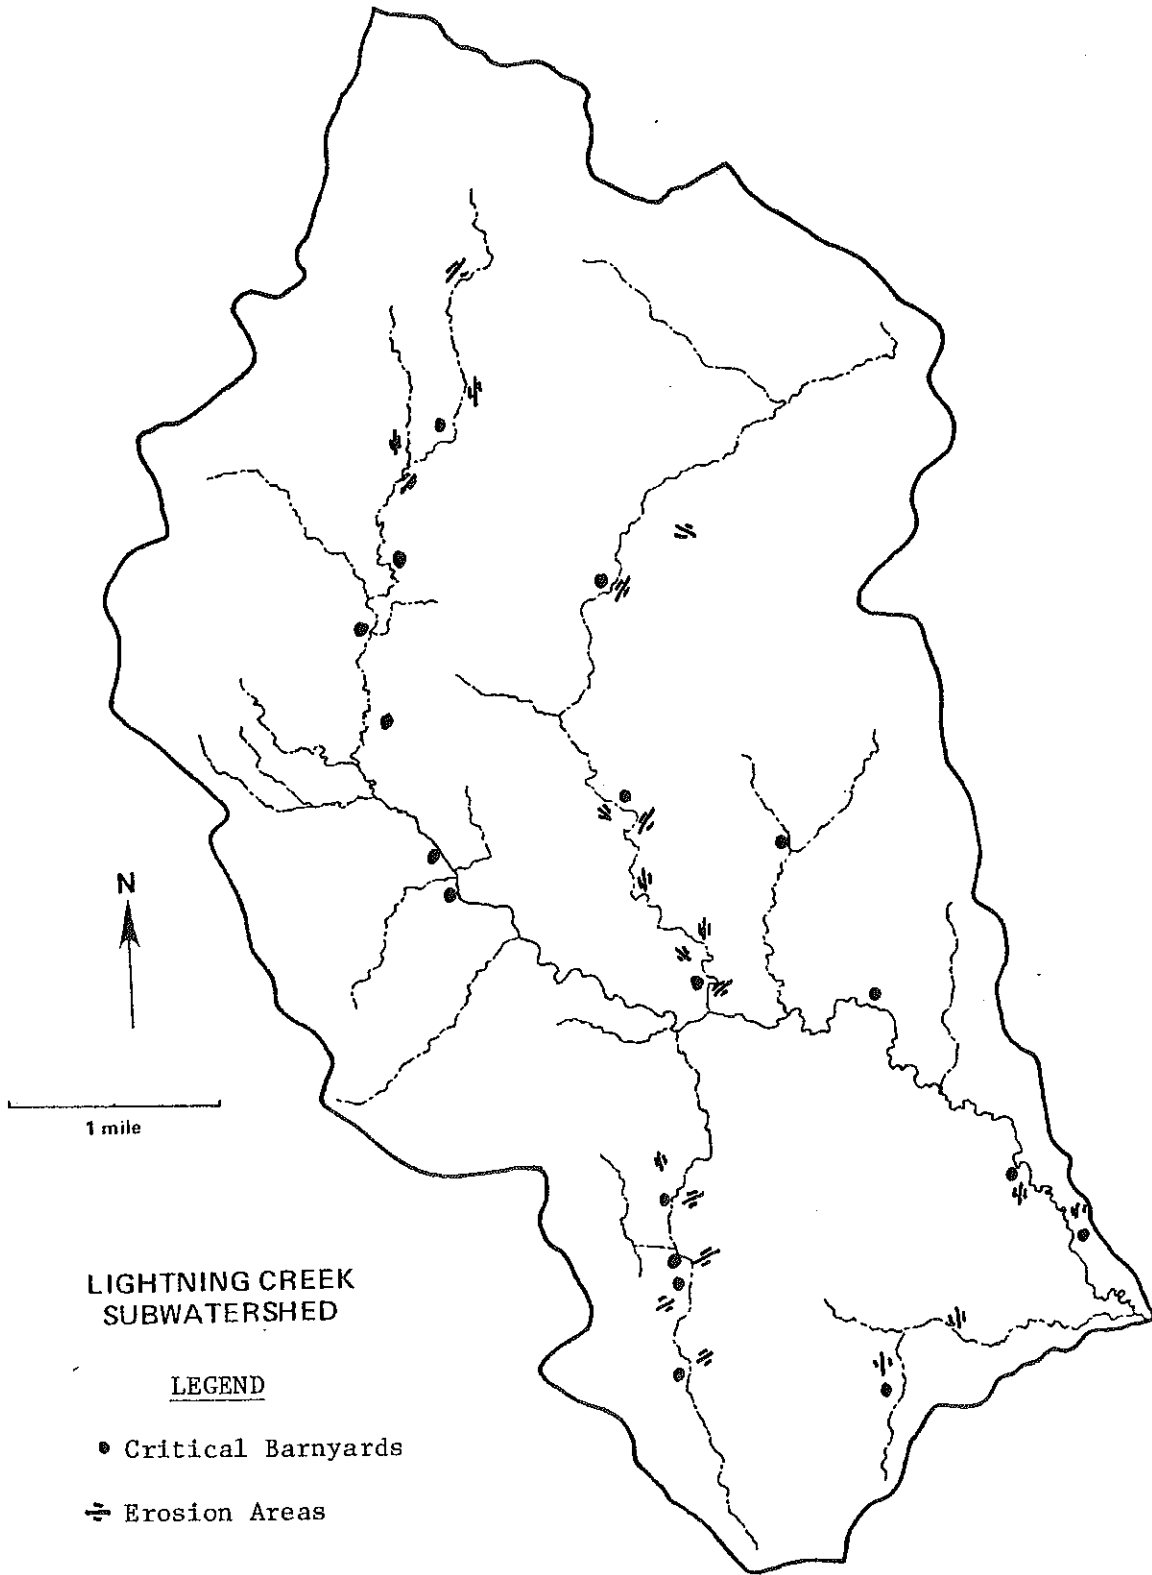 N
1 mile
LIGHTNING CREEK
SUBWATERSHED
LEGEND
Critical Barnyards
Erosion Areas